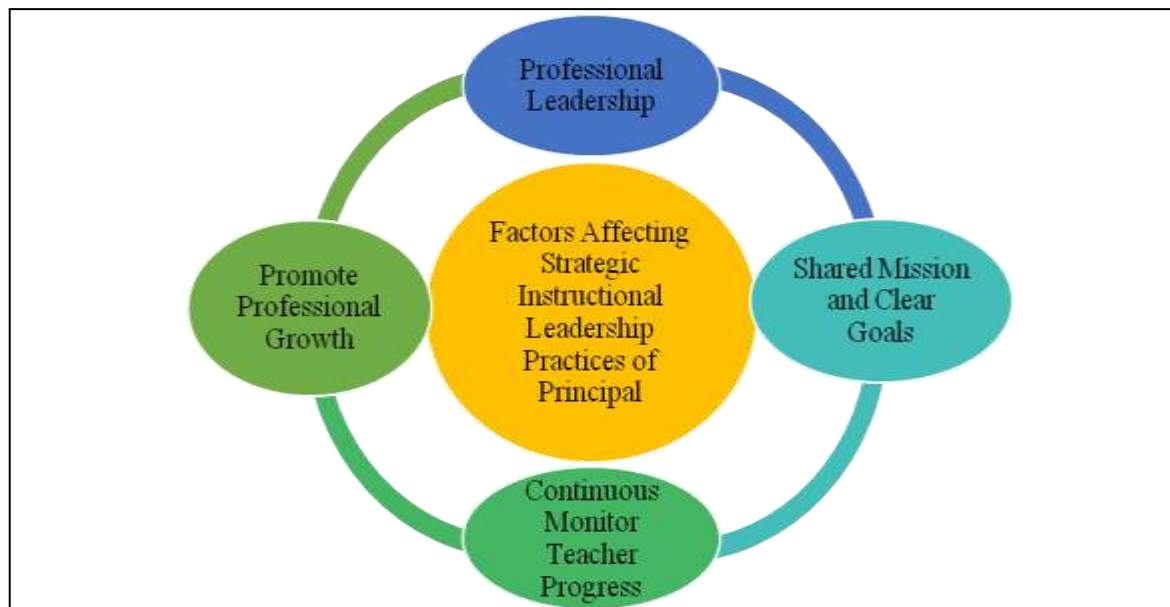 Professional
Leadership
Factors Affecting
Strategic
Instructional
Leadership
Practices of
Principal
Promote
Professional
Growth
Shared Mission
and Clear
Goals
Continuous
Monitor
Teacher
Progress